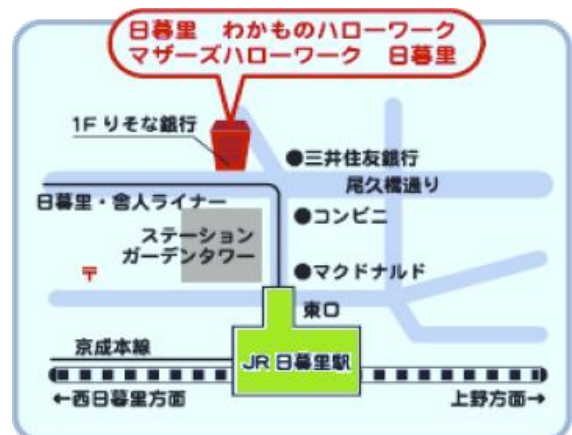 日暮里 わかものハローワーク
マザーズハローワーク 日暮里
1F りそな銀行
●三井住友銀行
尾久橋通り
日暮里・舎人ライナー
●コンビニ
ステーション
ガーデンタワー
〒
●マクドナルド
東口
京成本線
JR 日暮里駅
←西日暮里方面
上野方面→